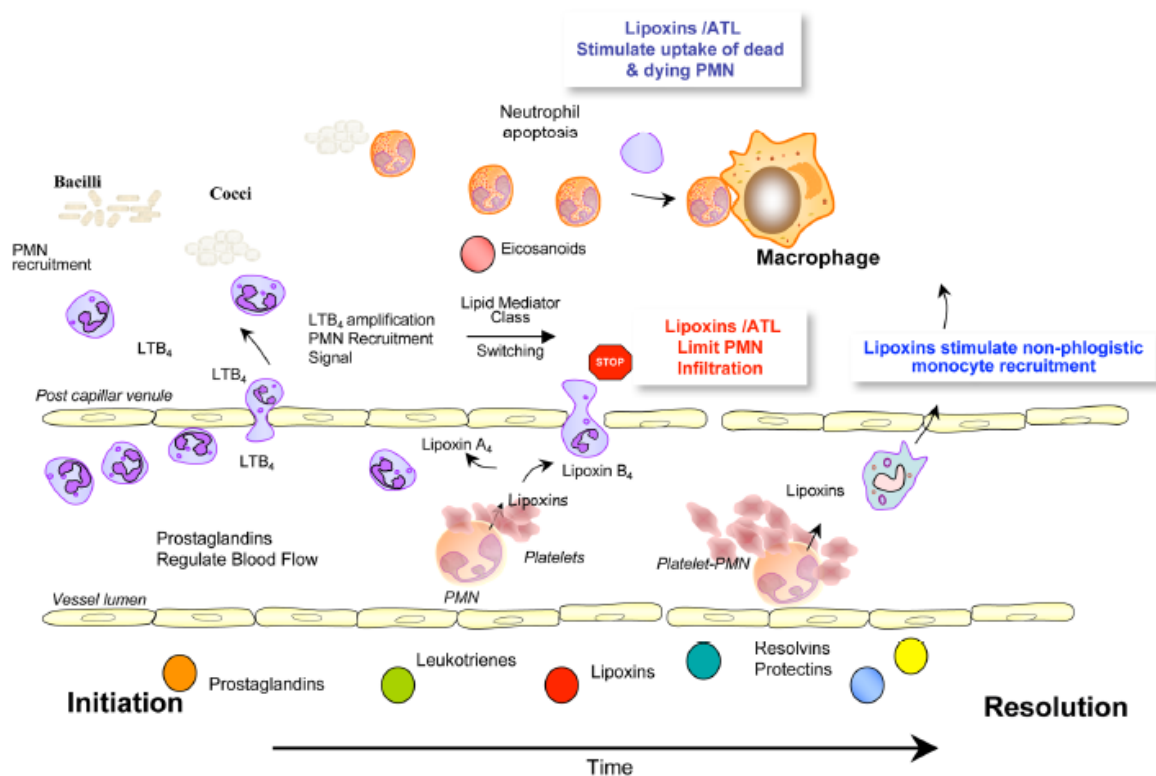 Lipoxins /ATL
Stimulate uptake of dead
& dying PMN
Neutrophil
apoptosis
Bacilli
Cocci
PMN
recruitment
Eicosanoids
Macrophage
LTB₄
LTB₄ amplification
PMN Recruitment
Signal
Lipid Mediator
Class
Switching
STOP
Lipoxins /ATL
Limit PMN
Infiltration
Lipoxins stimulate non-phlogistic
monocyte recruitment
LTB₄
Post capillar venule
LTB₄
Lipoxin A₄
Lipoxin B₄
Lipoxins
Lipoxins
Prostaglandins
Regulate Blood Flow
Platelets
Platelet-PMN
PMN
Vessel lumen
Prostaglandins
Leukotrienes
Lipoxins
Resolvins
Protectins
Initiation
Resolution
Time